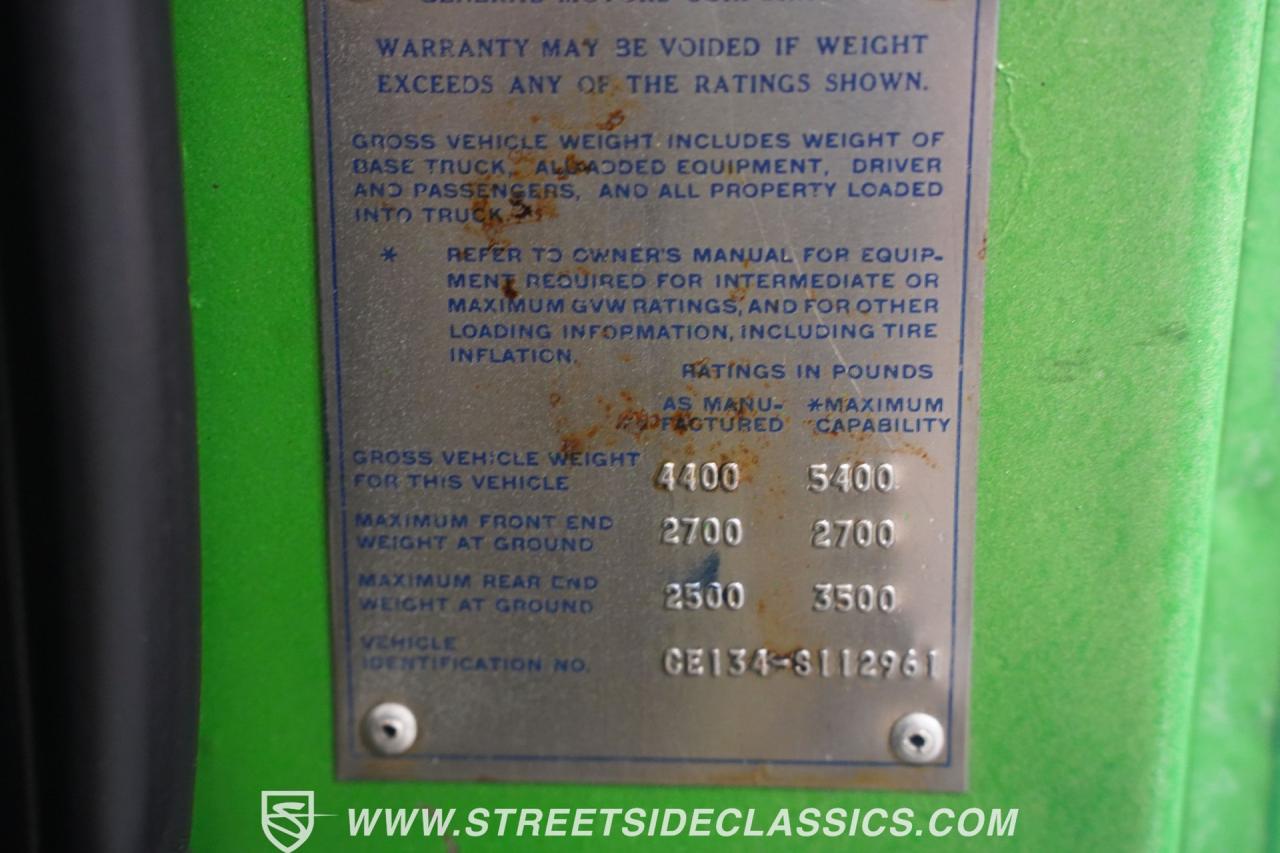 GENERAL MOTORS CORPORATION
WARRANTY MAY BE VOIDED IF WEIGHT
EXCEEDS ANY OF THE RATINGS SHOWN.
GROSS VEHICLE WEIGHT INCLUDES WEIGHT OF
BASE TRUCK, ALL ADDED EQUIPMENT, DRIVER
AND PASSENGERS, AND ALL PROPERTY LOADED
INTO TRUCK
* REFER TO OWNER'S MANUAL FOR EQUIP-
MENT REQUIRED FOR INTERMEDIATE OR
MAXIMUM GVW RATINGS, AND FOR OTHER
LOADING INFORMATION, INCLUDING TIRE
INFLATION.
RATINGS IN POUNDS
AS MANU- *MAXIMUM
FACTURED CAPABILITY
GROSS VEHICLE WEIGHT
FOR THIS VEHICLE 4400 5400
MAXIMUM FRONT END
WEIGHT AT GROUND 2700 2700
MAXIMUM REAR END
WEIGHT AT GROUND 2500 3500
VEHICLE
IDENTIFICATION NO. CE134-S112961
WWW.STREETSIDECLASSICS.COM